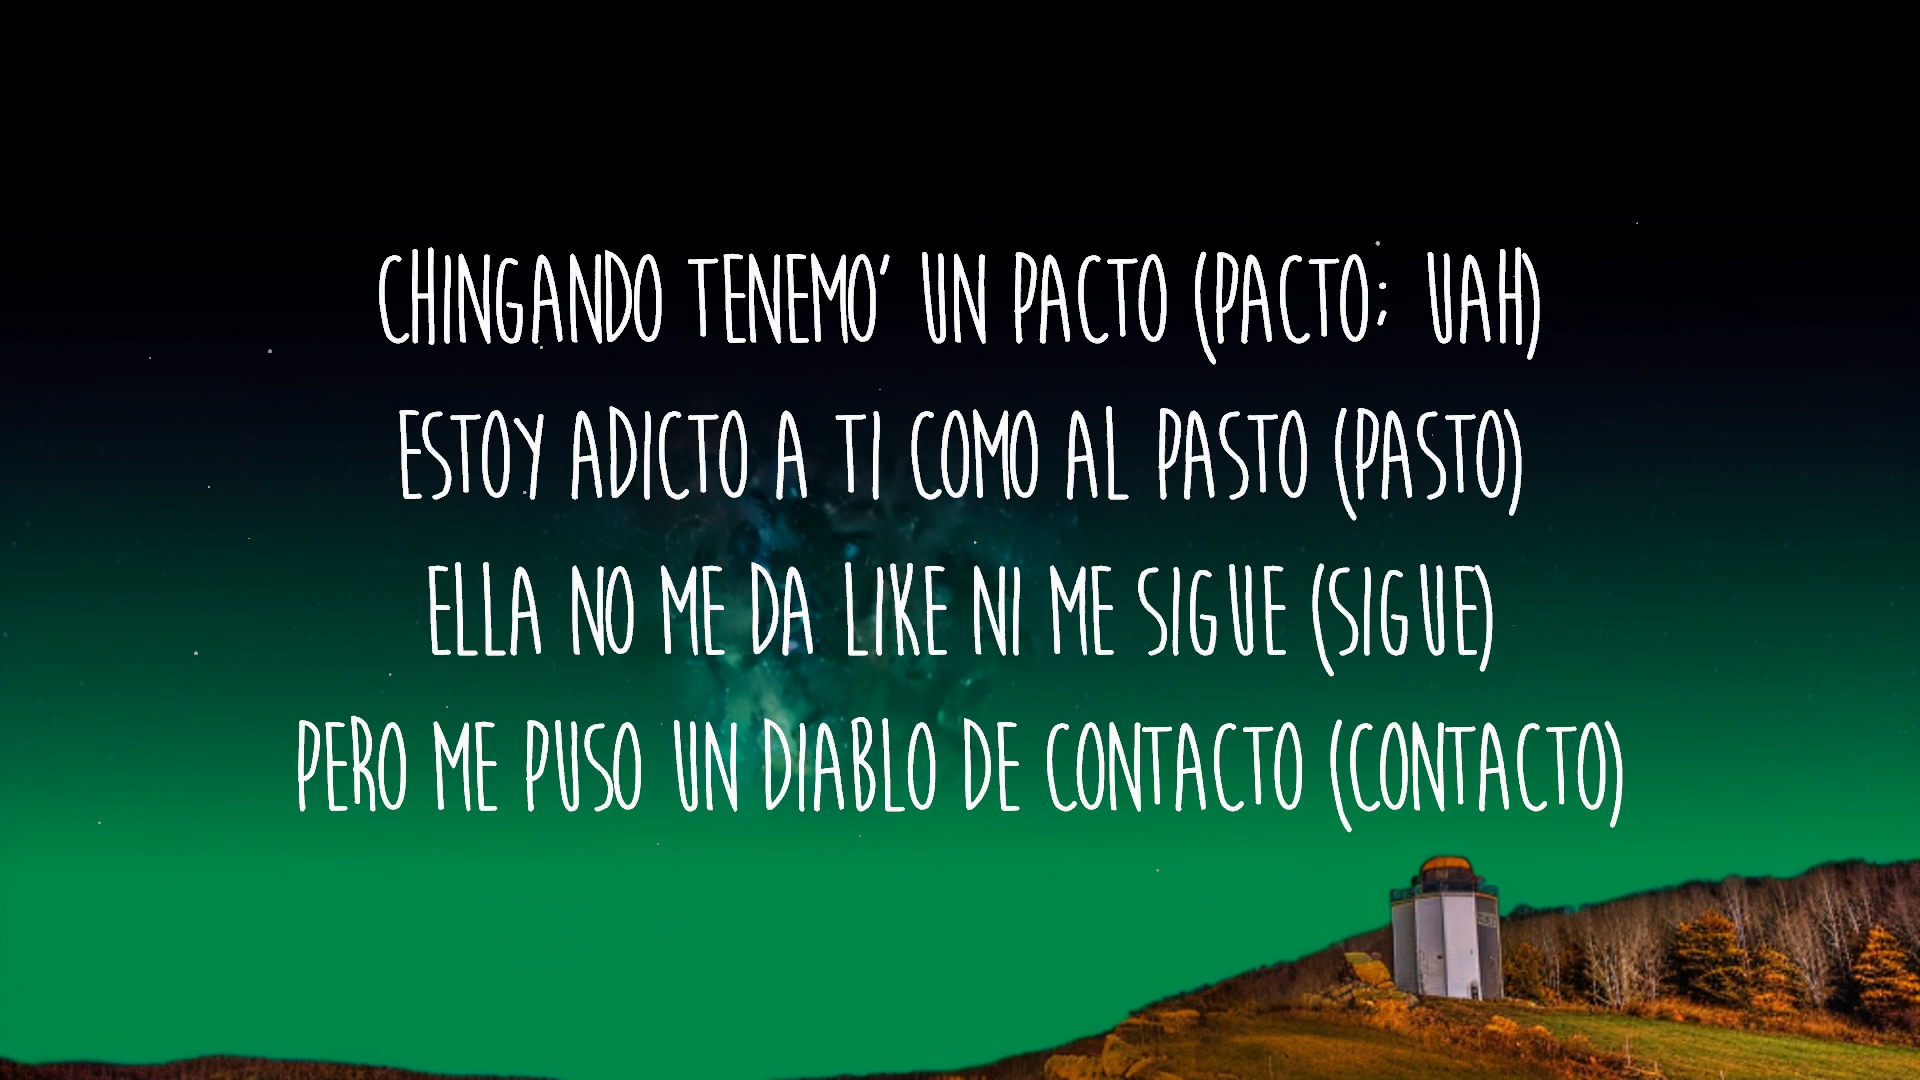 CHINGANDO TENEMO' UN PACTO (PACTO; UAH)
ESTOY ADICTO A TI COMO AL PASTO (PASTO)
ELLA NO ME DA LIKE NI ME SIGUE (SIGUE)
PERO ME PUSO UN DIABLO DE CONTACTO (CONTACTO)